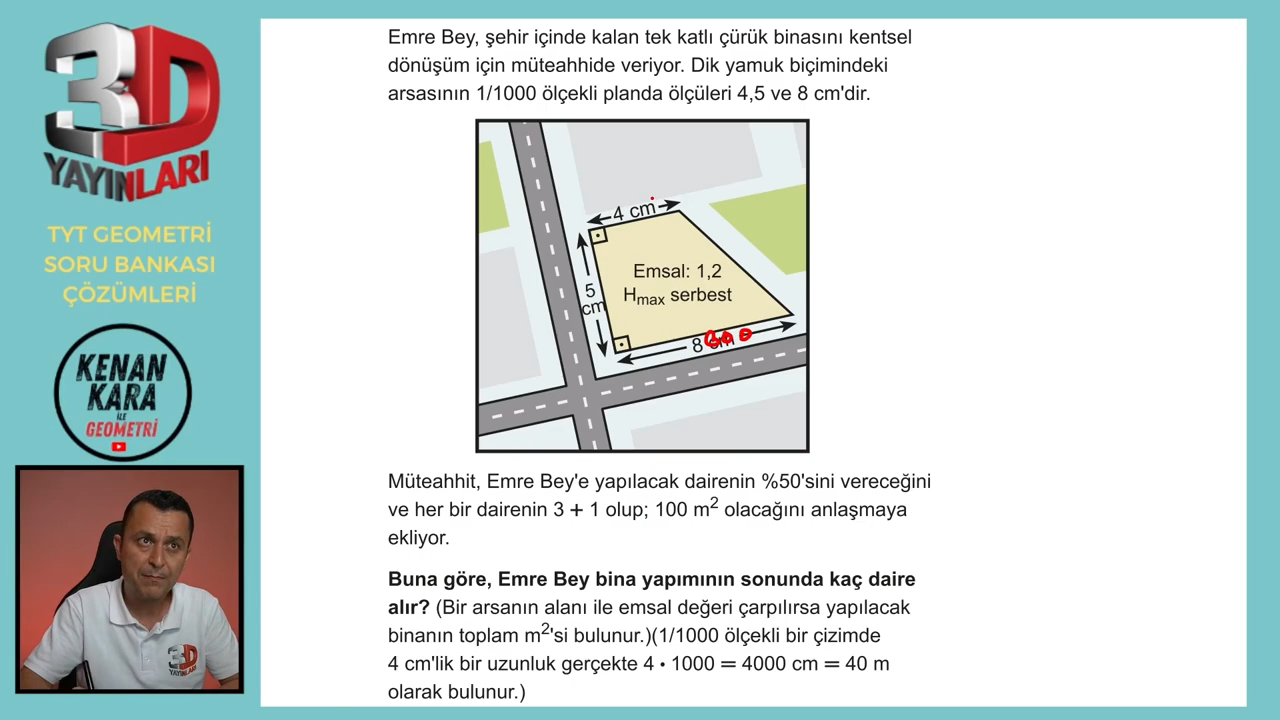 3D
YAYINLARI
TYT GEOMETRİ
SORU BANKASI
ÇÖZÜMLERİ
KENAN
KARA
İLE
GEOMETRİ
3D
YAYINLARI
Emre Bey, şehir içinde kalan tek katlı çürük binasını kentsel
dönüşüm için müteahhide veriyor. Dik yamuk biçimindeki
arsasının 1/1000 ölçekli planda ölçüleri 4,5 ve 8 cm'dir.
4 cm
Emsal: 1,2
Hmax serbest
5
cm
8 cm
Müteahhit, Emre Bey'e yapılacak dairenin %50'sini vereceğini
ve her bir dairenin 3 + 1 olup; 100 m² olacağını anlaşmaya
ekliyor.
Buna göre, Emre Bey bina yapımının sonunda kaç daire
alır? (Bir arsanın alanı ile emsal değeri çarpılırsa yapılacak
binanın toplam m²'si bulunur.)(1/1000 ölçekli bir çizimde
4 cm'lik bir uzunluk gerçekte 4 • 1000 = 4000 cm = 40 m
olarak bulunur.)